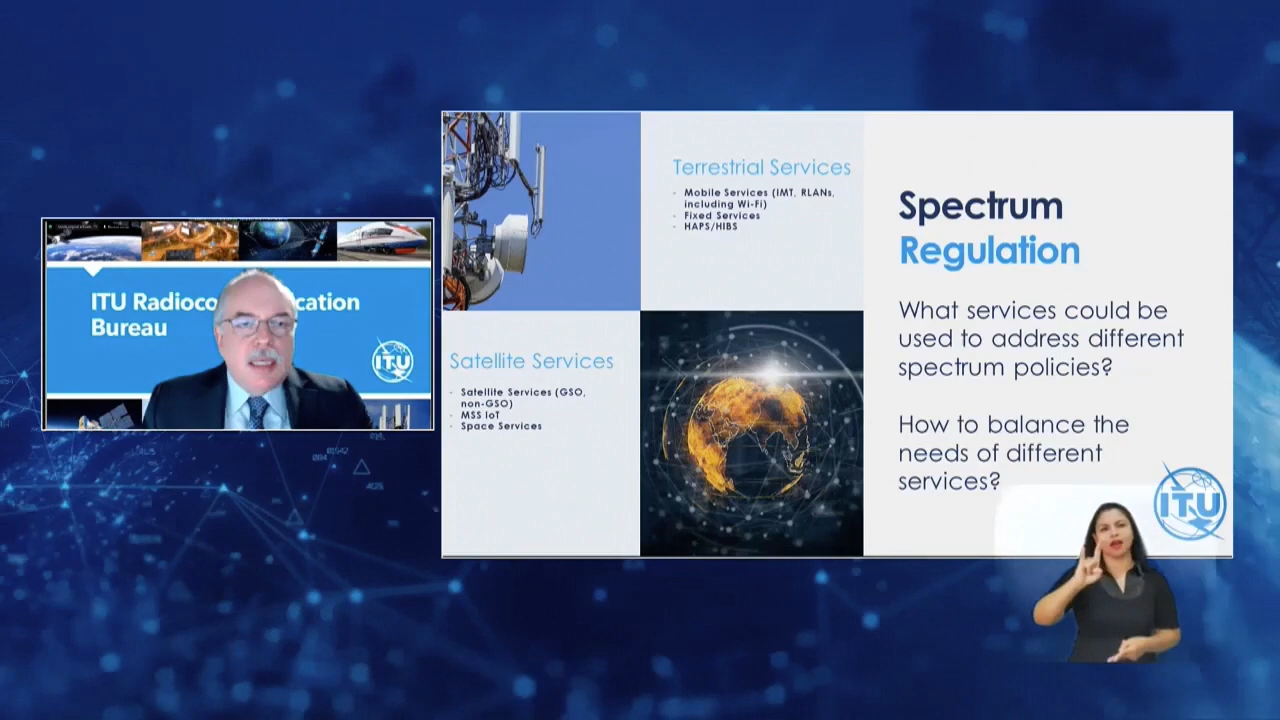 ITU Radioco
cation
Bureau
ITU
Terrestrial Services
- Mobile Services (IMT, RLANs,
including Wi-Fi)
- Fixed Services
- HAPS/HIBS
Satellite Services
- Satellite Services (GSO,
non-GSO)
- MSS IoT
- Space Services
Spectrum
Regulation
What services could be
used to address different
spectrum policies?
How to balance the
needs of different
services?
ITU